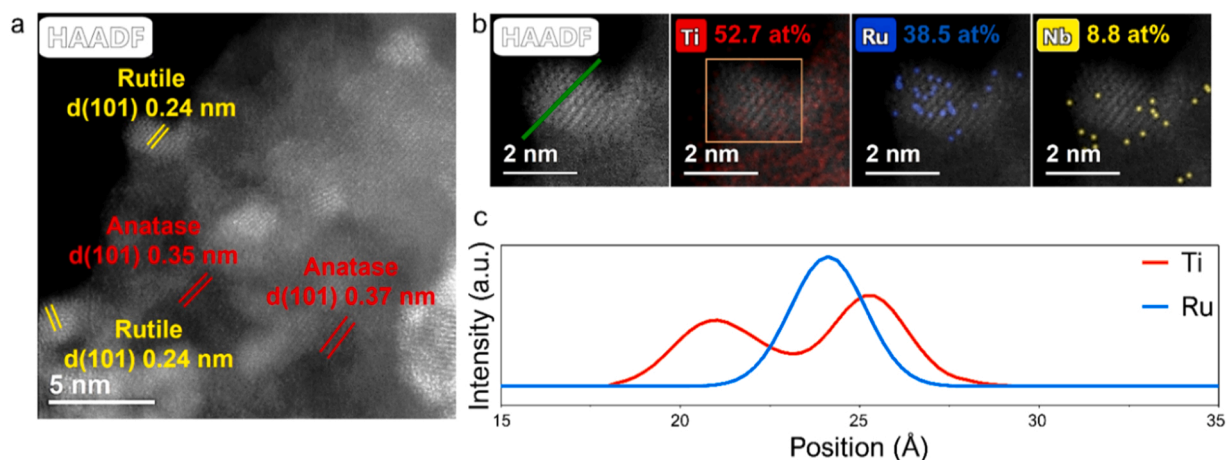 a
HAADF
Rutile
d(101) 0.24 nm
Anatase
d(101) 0.35 nm
Anatase
d(101) 0.37 nm
Rutile
d(101) 0.24 nm
5 nm
b
HAADF
2 nm
Ti 52.7 at%
2 nm
Ru 38.5 at%
2 nm
Nb 8.8 at%
2 nm
c
Intensity (a.u.)
Ti
Ru
15 20 25 30 35
Position (Å)